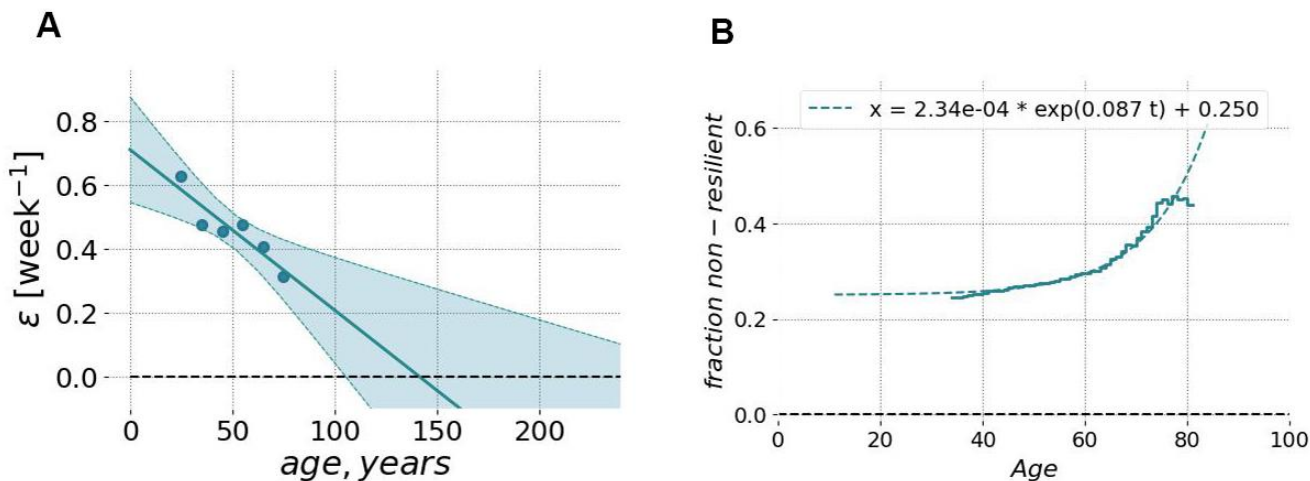 A
0.8
0.6
0.4
0.2
0.0
ε [week⁻¹]
0 50 100 150 200
age, years
B
x = 2.34e-04 * exp(0.087 t) + 0.250
0.6
0.4
0.2
0.0
fraction non − resilient
0 20 40 60 80 100
Age